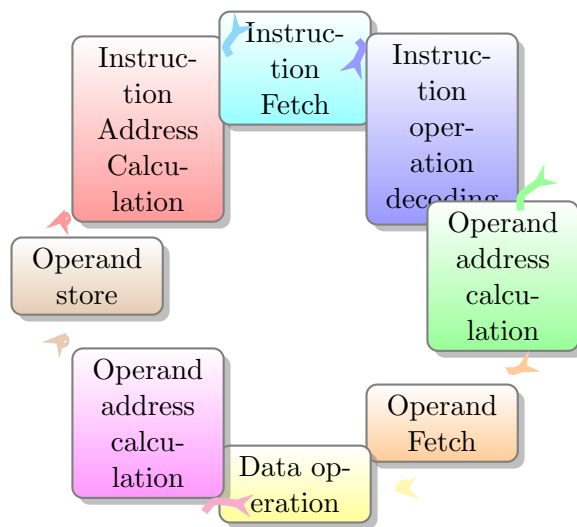 Instruc-
tion
Address
Calcu-
lation
Instruc-
tion
Fetch
Instruc-
tion
oper-
ation
decoding
Operand
address
calcu-
lation
Operand
Fetch
Data op-
eration
Operand
address
calcu-
lation
Operand
store